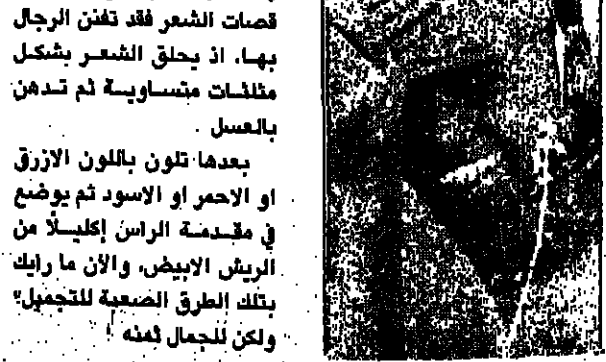 قصات الشعر فقد تفنن الرجال
بها، اذ يحلق الشعر بشكل
مثلثات متساوية ثم تدهن
بالعسل .
بعدها تلون باللون الازرق
او الاحمر او الاسود ثم يوضع
في مقدمة الراس إكليلاً من
الريش الابيض، والآن ما رايك
بتلك الطرق الصعبة للتجميل؟
ولكن للجمال ثمنه !